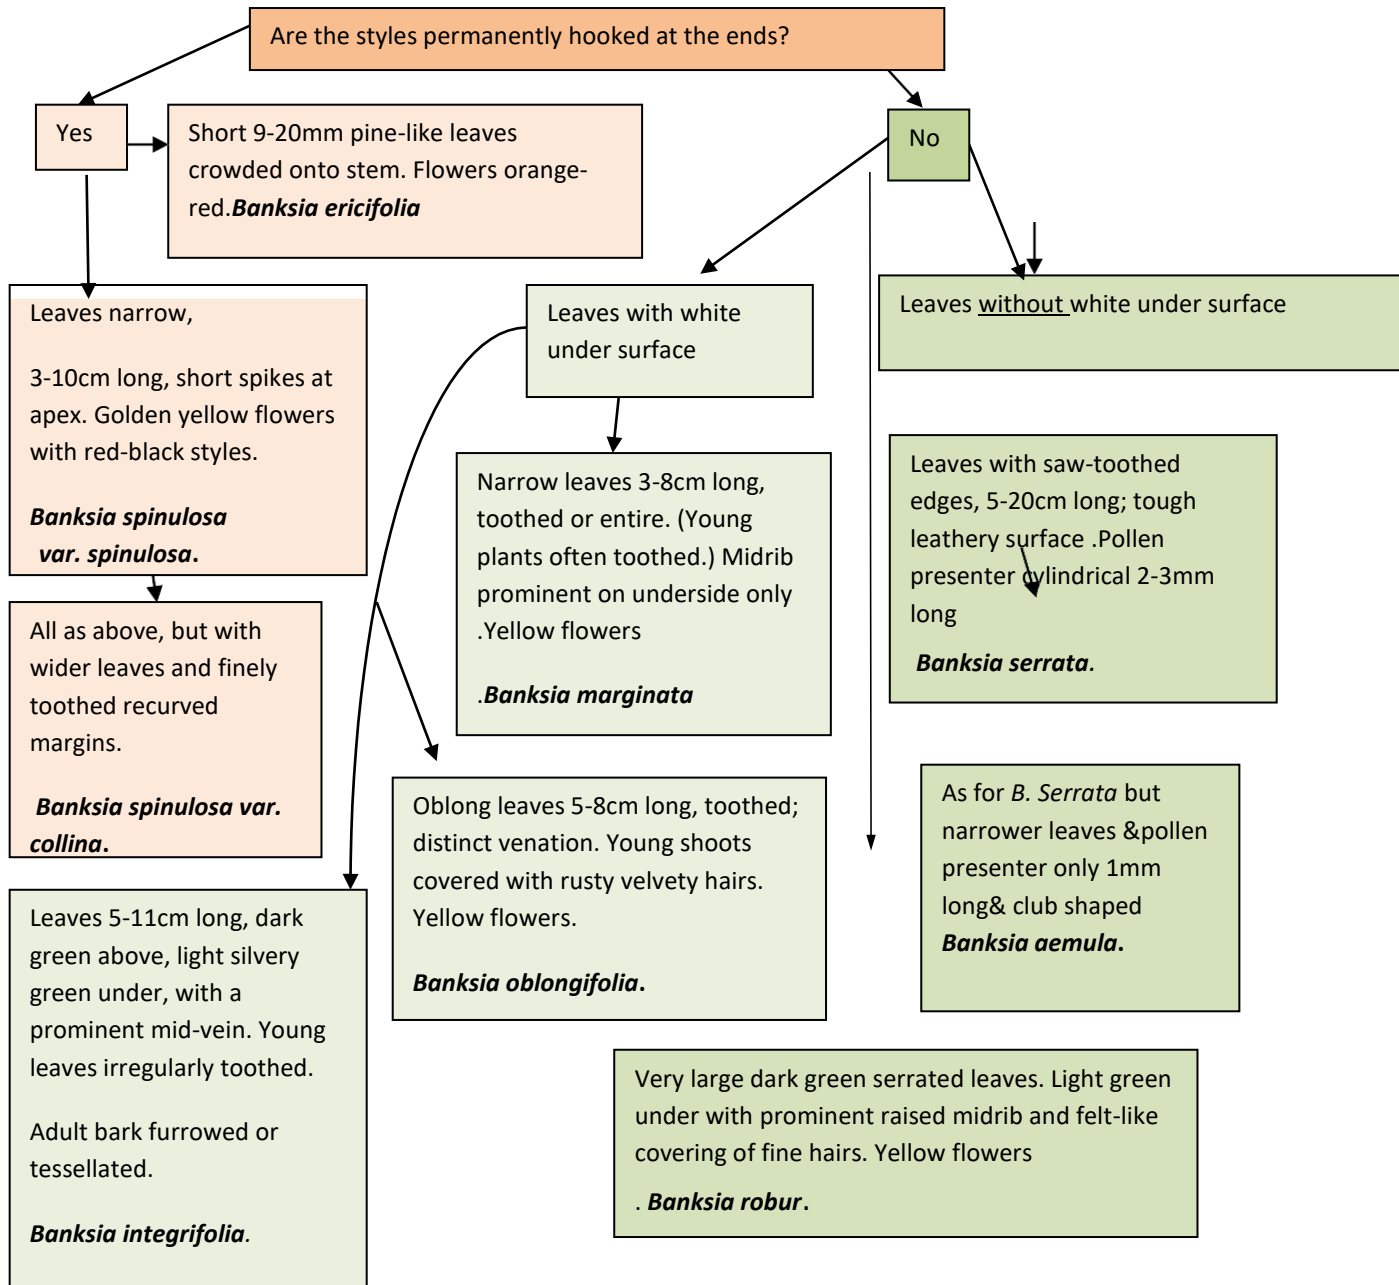 Are the styles permanently hooked at the ends?
Yes
Short 9-20mm pine-like leaves
crowded onto stem. Flowers orange-
red.Banksia ericifolia
No
Leaves narrow,
3-10cm long, short spikes at
apex. Golden yellow flowers
with red-black styles.
Banksia spinulosa
var. spinulosa.
All as above, but with
wider leaves and finely
toothed recurved
margins.
Banksia spinulosa var.
collina.
Leaves with white
under surface
Narrow leaves 3-8cm long,
toothed or entire. (Young
plants often toothed.) Midrib
prominent on underside only
.Yellow flowers
.Banksia marginata
Oblong leaves 5-8cm long, toothed;
distinct venation. Young shoots
covered with rusty velvety hairs.
Yellow flowers.
Banksia oblongifolia.
Leaves 5-11cm long, dark
green above, light silvery
green under, with a
prominent mid-vein. Young
leaves irregularly toothed.
Adult bark furrowed or
tessellated.
Banksia integrifolia.
Leaves without white under surface
Leaves with saw-toothed
edges, 5-20cm long; tough
leathery surface .Pollen
presenter cylindrical 2-3mm
long
Banksia serrata.
As for B. Serrata but
narrower leaves &pollen
presenter only 1mm
long& club shaped
Banksia aemula.
Very large dark green serrated leaves. Light green
under with prominent raised midrib and felt-like
covering of fine hairs. Yellow flowers
. Banksia robur.